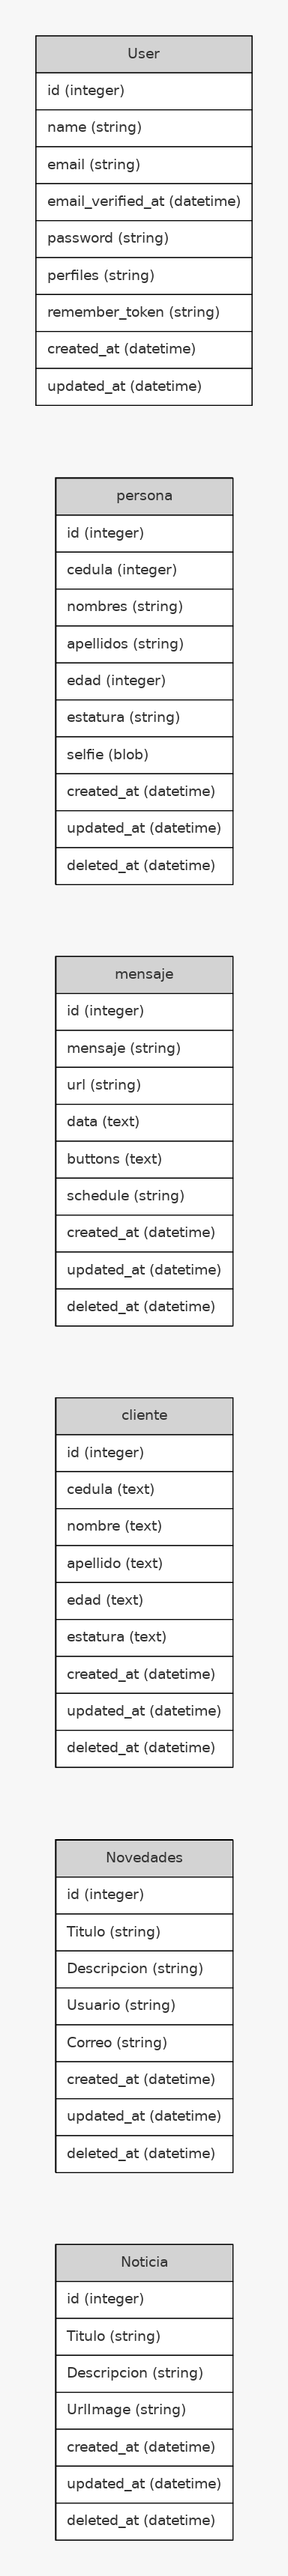 User
id (integer)
name (string)
email (string)
email_verified_at (datetime)
password (string)
perfiles (string)
remember_token (string)
created_at (datetime)
updated_at (datetime)
persona
id (integer)
cedula (integer)
nombres (string)
apellidos (string)
edad (integer)
estatura (string)
selfie (blob)
created_at (datetime)
updated_at (datetime)
deleted_at (datetime)
mensaje
id (integer)
mensaje (string)
url (string)
data (text)
buttons (text)
schedule (string)
created_at (datetime)
updated_at (datetime)
deleted_at (datetime)
cliente
id (integer)
cedula (text)
nombre (text)
apellido (text)
edad (text)
estatura (text)
created_at (datetime)
updated_at (datetime)
deleted_at (datetime)
Novedades
id (integer)
Titulo (string)
Descripcion (string)
Usuario (string)
Correo (string)
created_at (datetime)
updated_at (datetime)
deleted_at (datetime)
Noticia
id (integer)
Titulo (string)
Descripcion (string)
UrlImage (string)
created_at (datetime)
updated_at (datetime)
deleted_at (datetime)